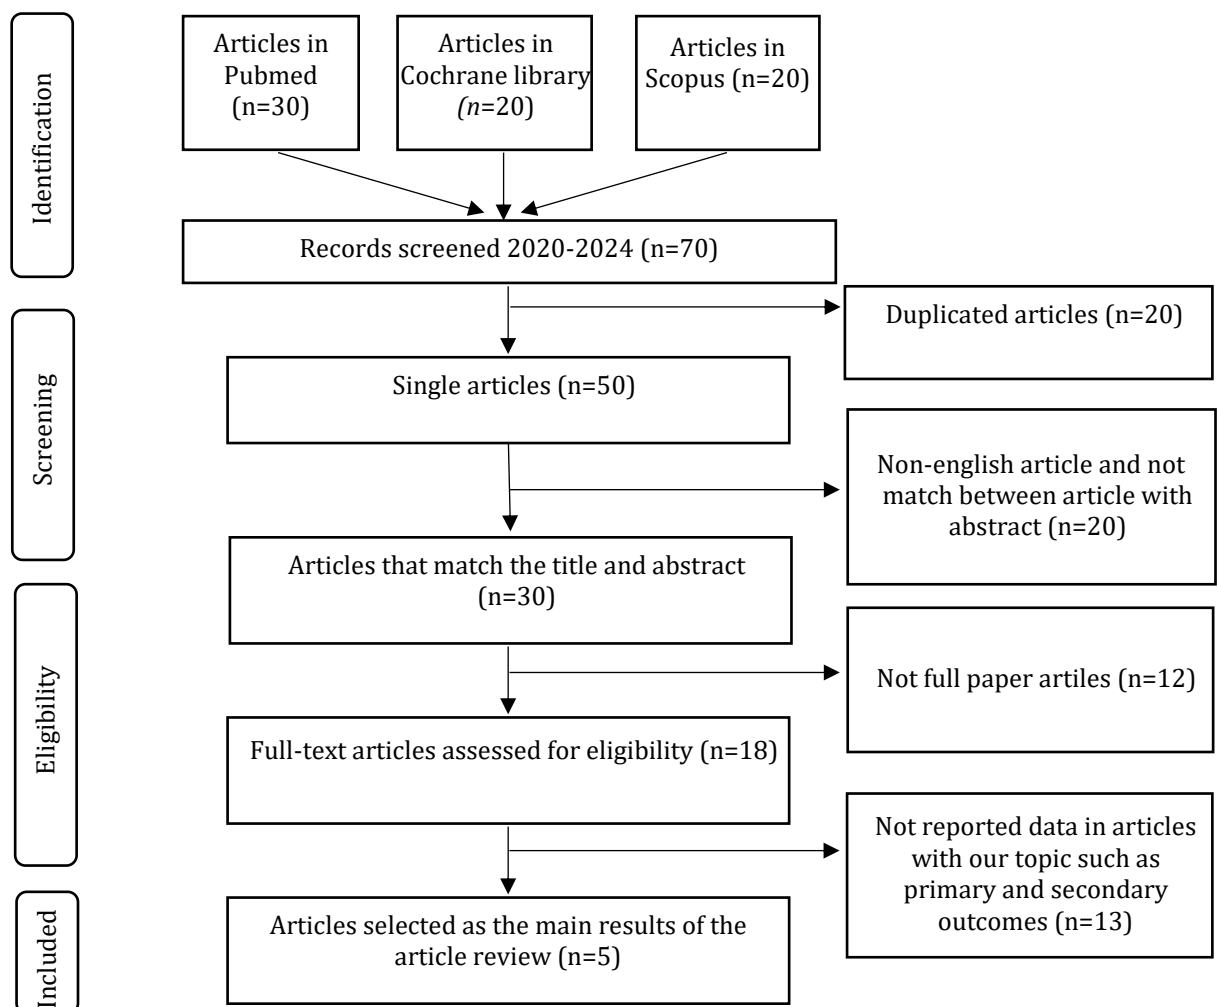 Identification
Articles in
Pubmed
(n=30)
Articles in
Cochrane library
(n=20)
Articles in
Scopus (n=20)
Records screened 2020-2024 (n=70)
Duplicated articles (n=20)
Screening
Single articles (n=50)
Non-english article and not
match between article with
abstract (n=20)
Articles that match the title and abstract
(n=30)
Eligibility
Not full paper artiles (n=12)
Full-text articles assessed for eligibility (n=18)
Not reported data in articles
with our topic such as
primary and secondary
outcomes (n=13)
Included
Articles selected as the main results of the
article review (n=5)